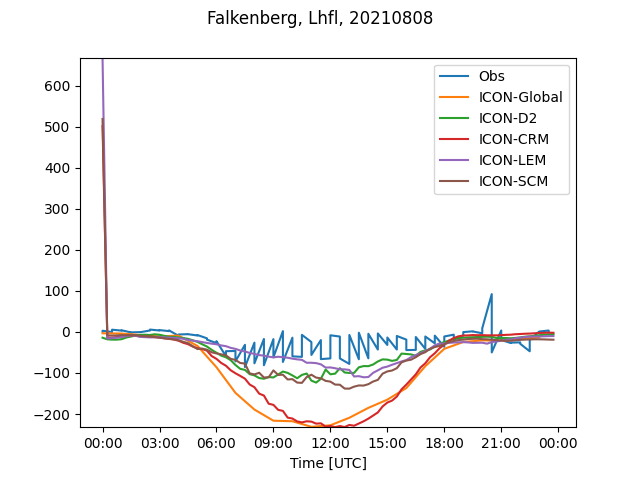 Falkenberg, Lhfl, 20210808
600
500
400
300
200
100
0
−100
−200
Obs
ICON-Global
ICON-D2
ICON-CRM
ICON-LEM
ICON-SCM
00:00 03:00 06:00 09:00 12:00 15:00 18:00 21:00 00:00
Time [UTC]